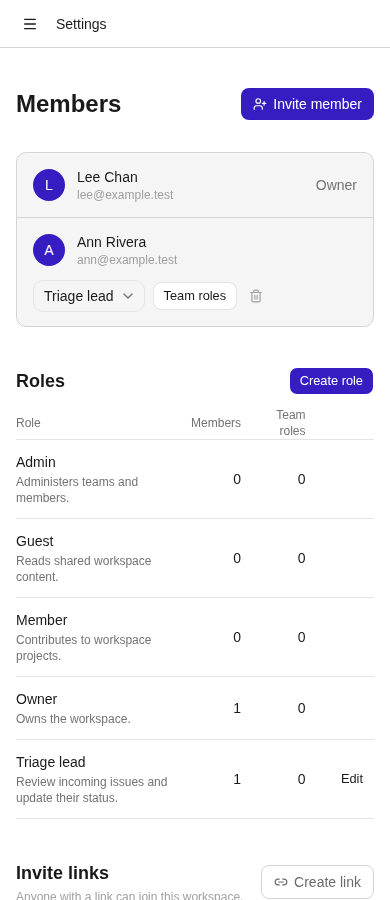 Settings
Members
Invite member
L
Lee Chan
lee@example.test
Owner
A
Ann Rivera
ann@example.test
Triage lead
Team roles
Roles
Create role
Role
Members
Team
roles
Admin
Administers teams and
members.
0
0
Guest
Reads shared workspace
content.
0
0
Member
Contributes to workspace
projects.
0
0
Owner
Owns the workspace.
1
0
Triage lead
Review incoming issues and
update their status.
1
0
Edit
Invite links
Anyone with a link can join this workspace.
Create link